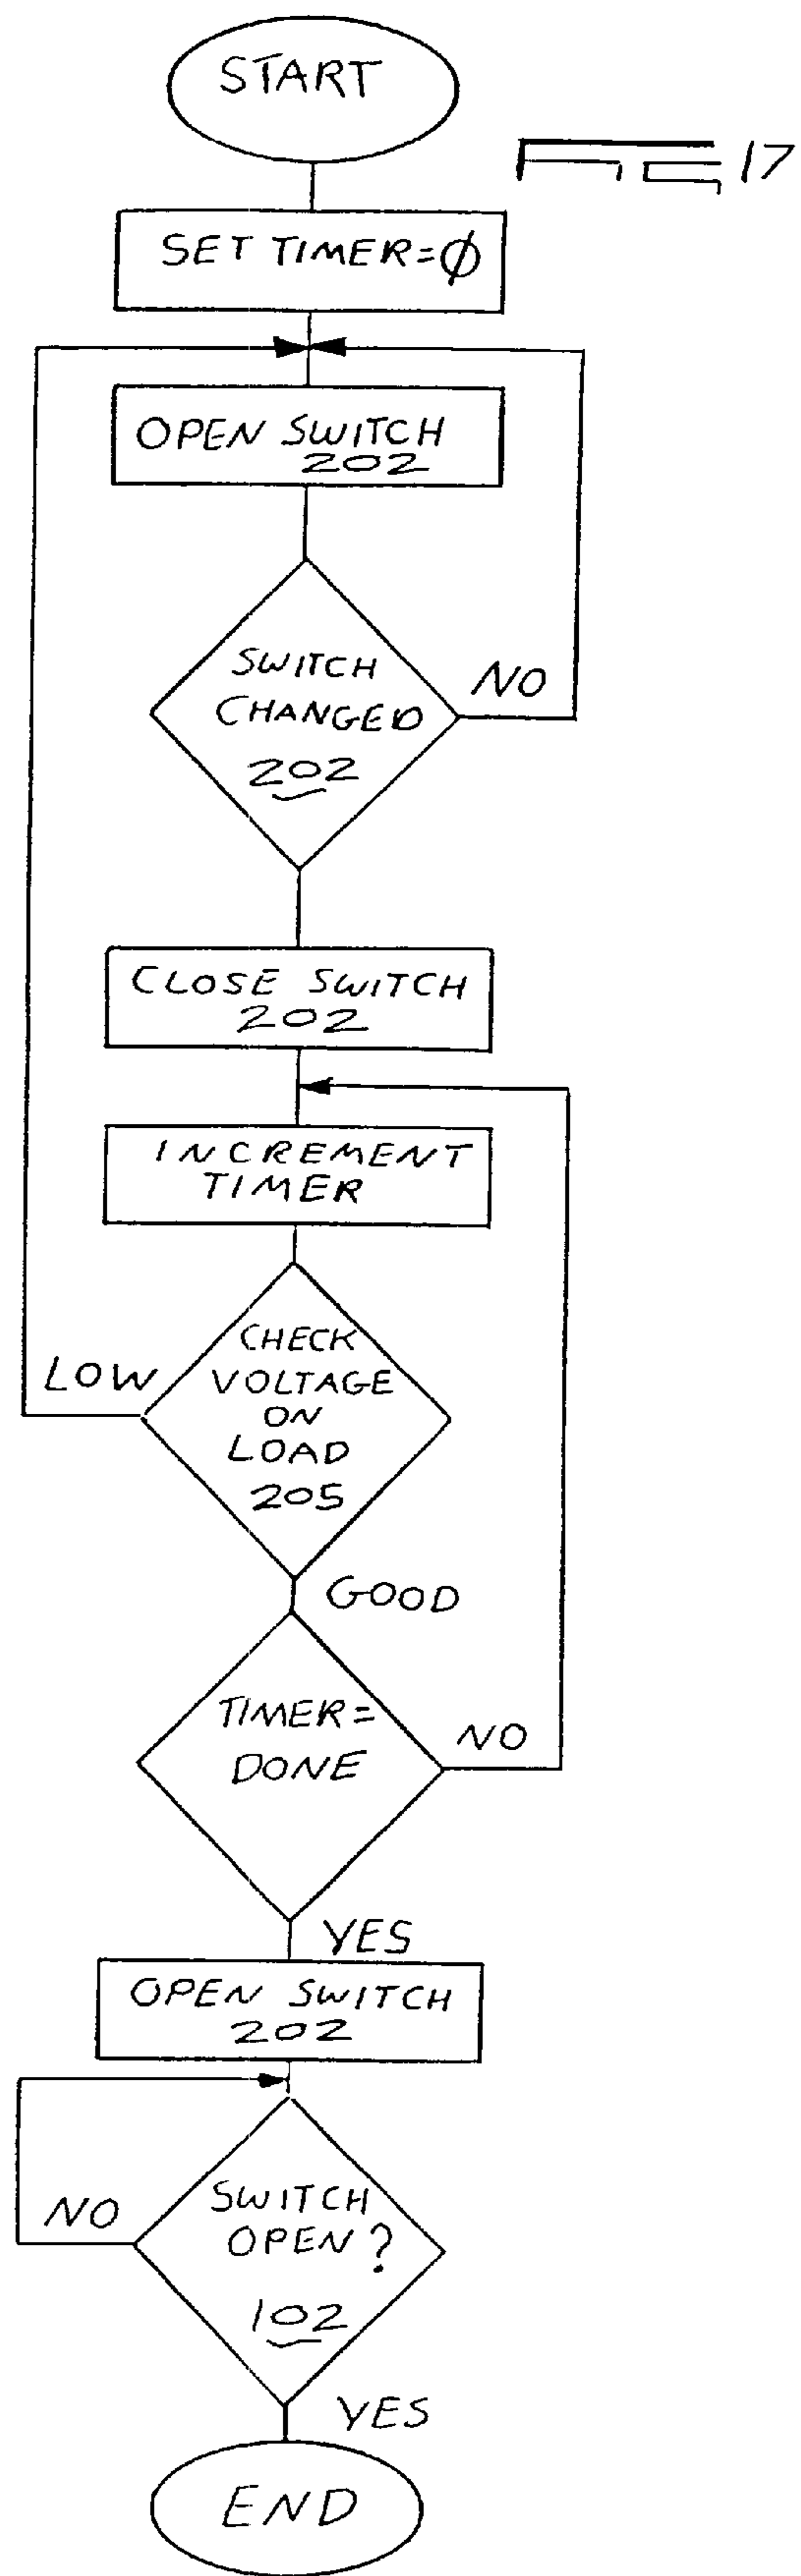 START
FIG 17
SET TIMER=Ø
OPEN SWITCH
202
SWITCH
CHANGED
202
NO
CLOSE SWITCH
202
INCREMENT
TIMER
CHECK
VOLTAGE
ON
LOAD
205
LOW
GOOD
TIMER=
DONE
NO
YES
OPEN SWITCH
202
SWITCH
OPEN?
102
NO
YES
END